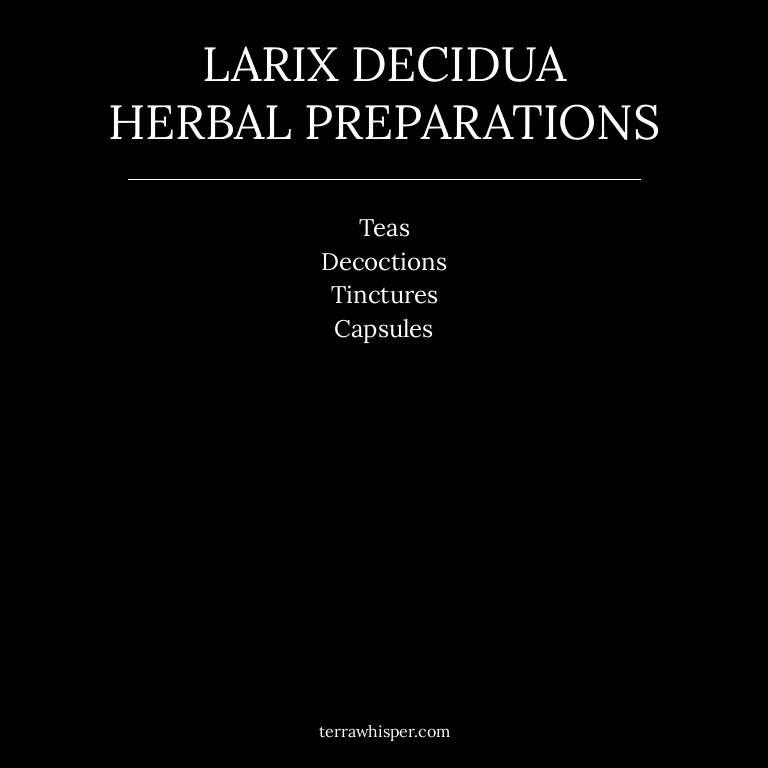 LARIX DECIDUA
HERBAL PREPARATIONS
Teas
Decoctions
Tinctures
Capsules
terrawhisper.com